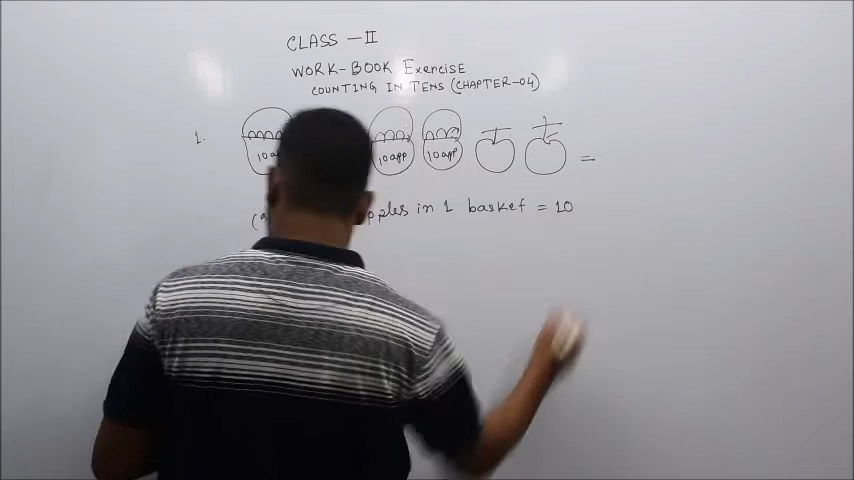 CLASS - II
WORK-BOOK Exercise
COUNTING IN TENS (CHAPTER-04)
1. 10 app 10 app =
in 1 basket = 10